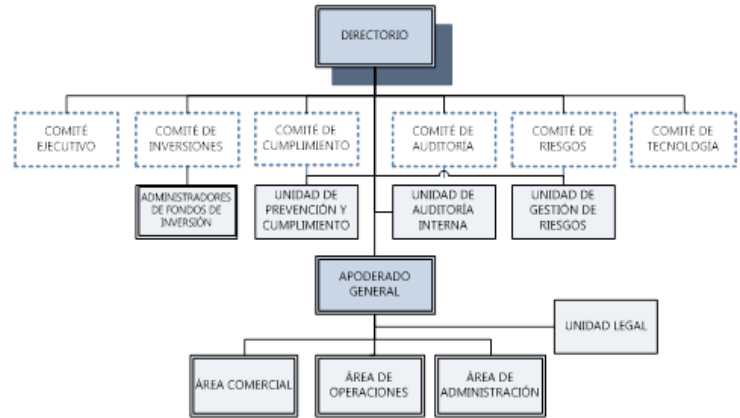 DIRECTORIO
COMITÉ
EJECUTIVO
COMITÉ DE
INVERSIONES
COMITÉ DE
CUMPLIMIENTO
COMITÉ DE
AUDITORÍA
COMITÉ DE
RIESGOS
COMITÉ DE
TECNOLOGÍA
ADMINISTRADORES
DE FONDOS DE
INVERSIÓN
UNIDAD DE
PREVENCIÓN Y
CUMPLIMIENTO
UNIDAD DE
AUDITORÍA
INTERNA
UNIDAD DE
GESTIÓN DE
RIESGOS
APODERADO
GENERAL
UNIDAD LEGAL
ÁREA COMERCIAL
ÁREA DE
OPERACIONES
ÁREA DE
ADMINISTRACIÓN